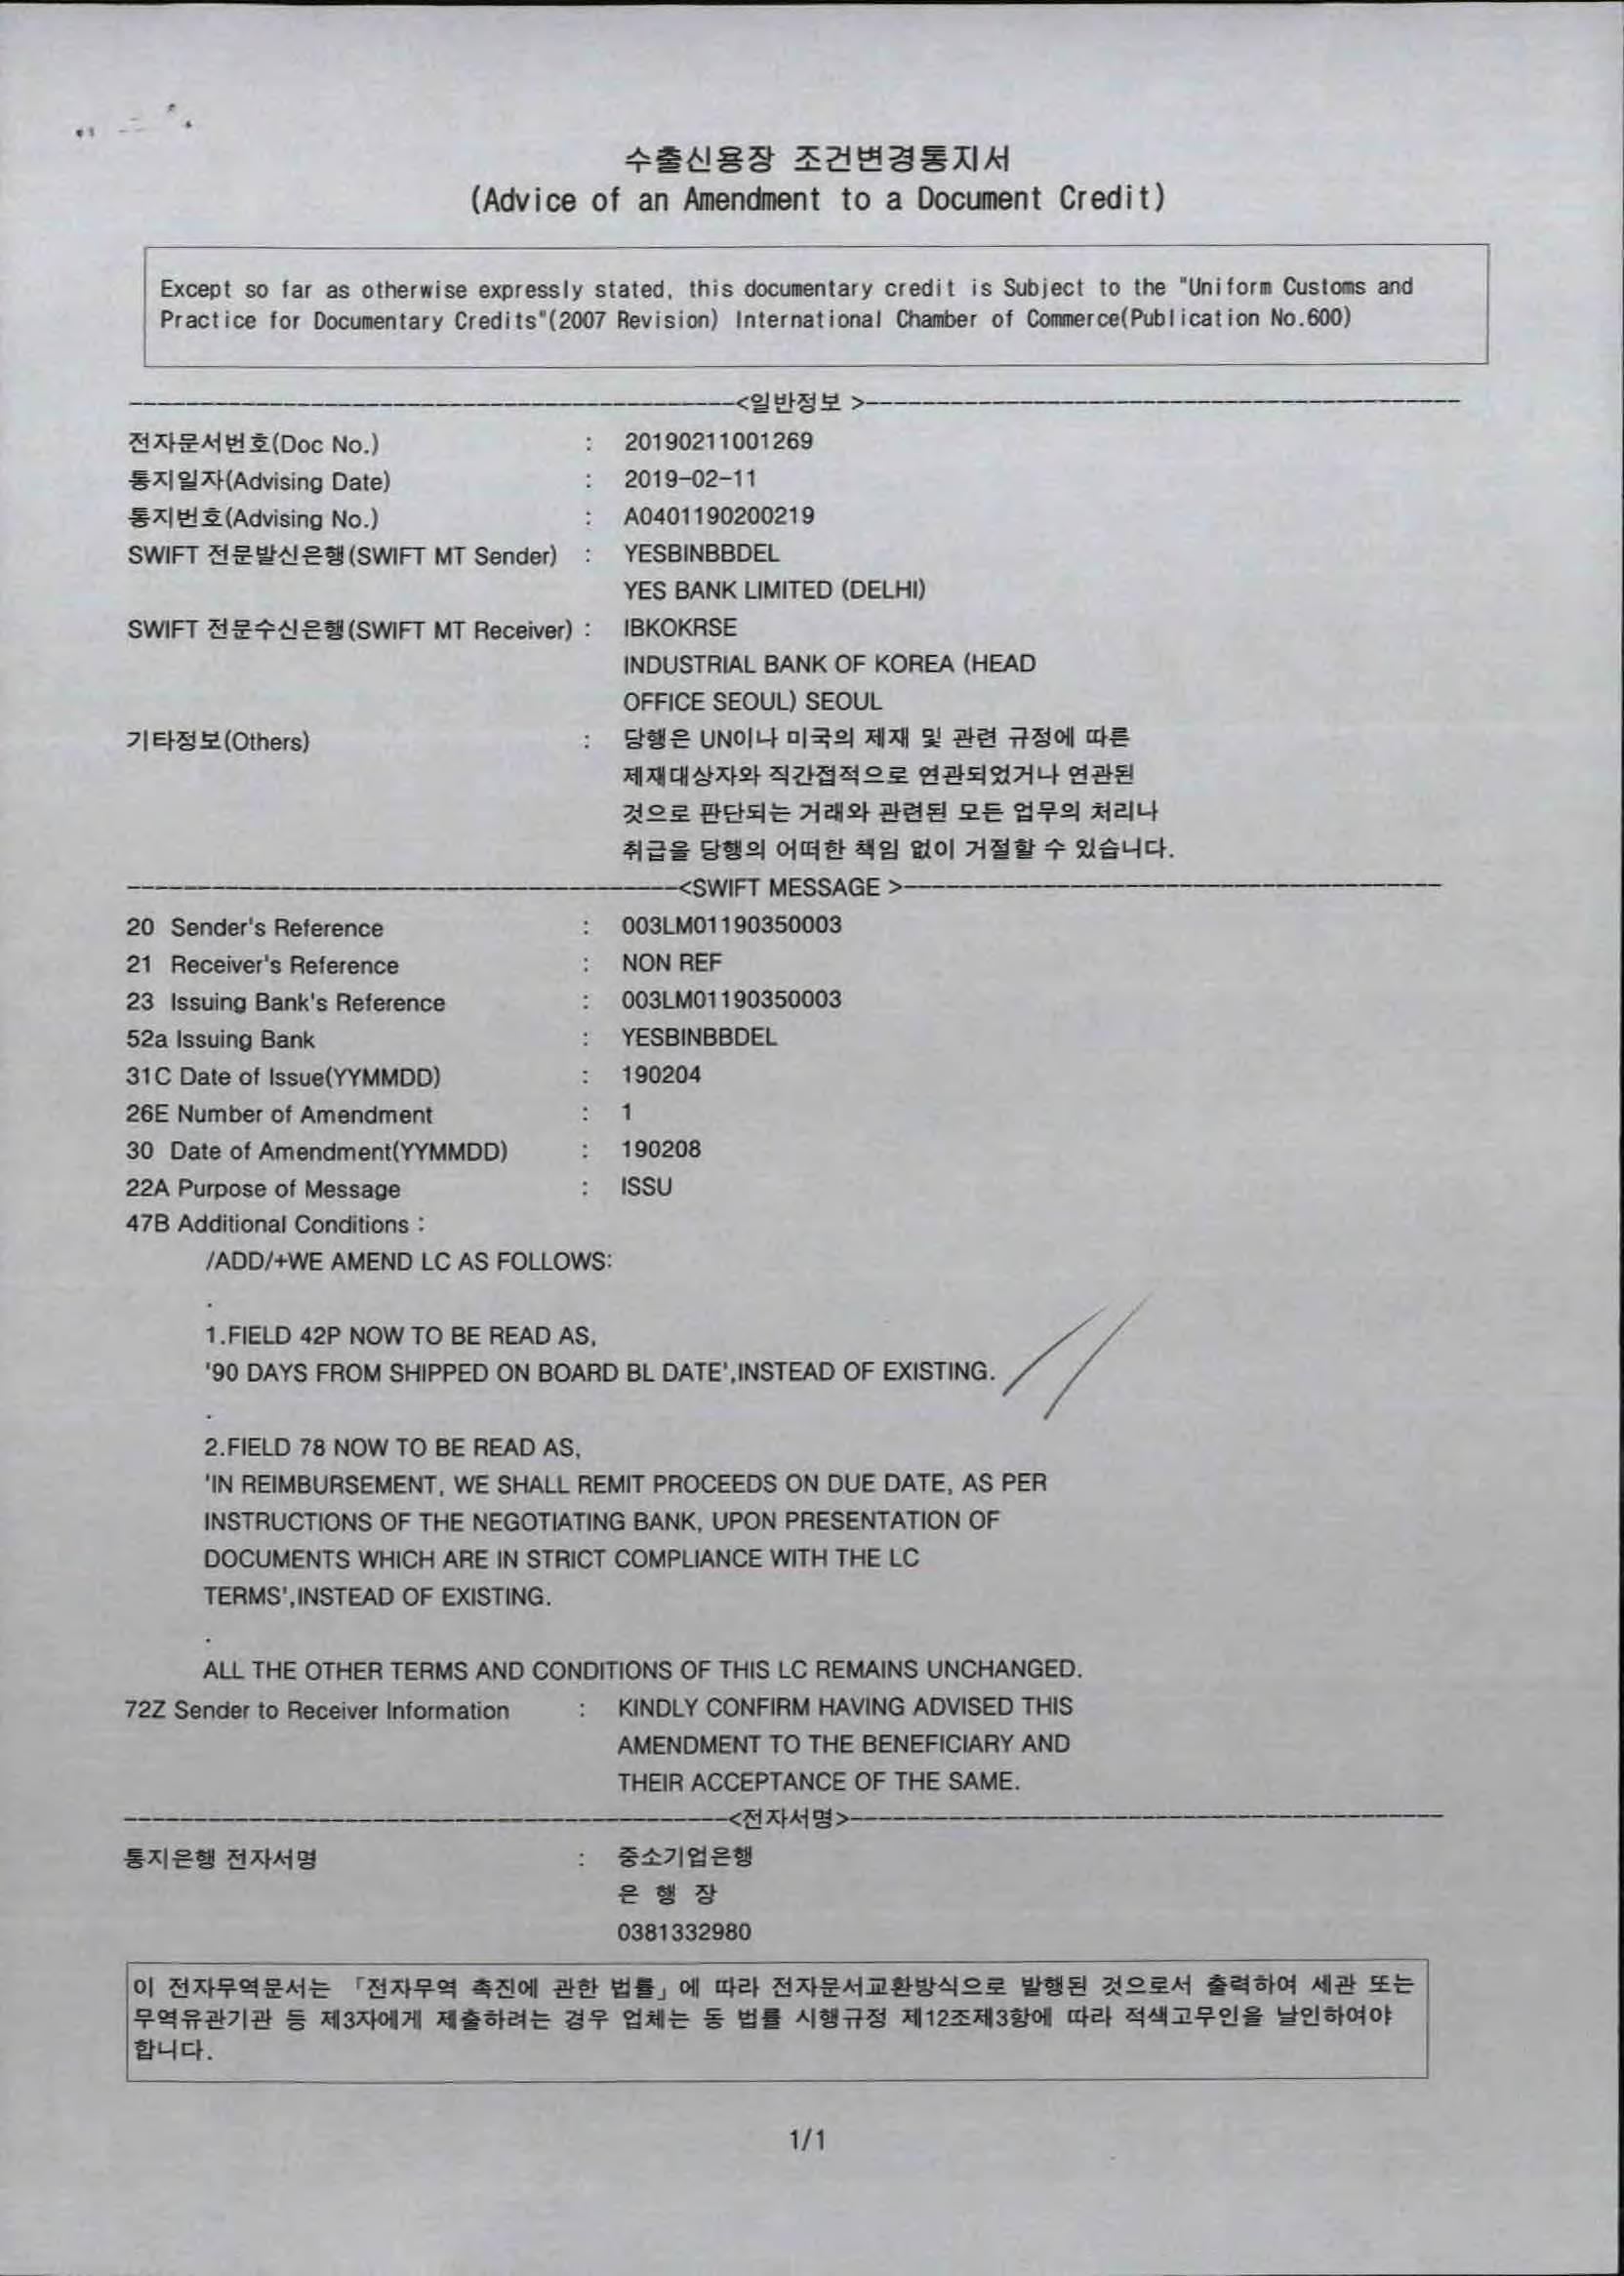 수출신용장 조건변경통지서
(Advice of an Amendment to a Document Credit)
Except so far as otherwise expressly stated, this documentary credit is Subject to the "Uniform Customs and
Practice for Documentary Credits"(2007 Revision) International Chamber of Commerce(Publication No.600)
<일반정보 >
전자문서번호(Doc No.) : 20190211001269
통지일자(Advising Date) : 2019-02-11
통지번호(Advising No.) : A0401190200219
SWIFT 전문발신은행(SWIFT MT Sender) : YESBINBBDEL
YES BANK LIMITED (DELHI)
SWIFT 전문수신은행(SWIFT MT Receiver) : IBKOKRSE
INDUSTRIAL BANK OF KOREA (HEAD
OFFICE SEOUL) SEOUL
기타정보(Others) : 당행은 UN이나 미국의 제재 및 관련 규정에 따른
제재대상자와 직간접적으로 연관되었거나 연관된
것으로 판단되는 거래와 관련된 모든 업무의 처리나
취급을 당행의 어떠한 책임 없이 거절할 수 있습니다.
<SWIFT MESSAGE >
20 Sender's Reference : 003LM01190350003
21 Receiver's Reference : NON REF
23 Issuing Bank's Reference : 003LM01190350003
52a Issuing Bank : YESBINBBDEL
31C Date of Issue(YYMMDD) : 190204
26E Number of Amendment : 1
30 Date of Amendment(YYMMDD) : 190208
22A Purpose of Message : ISSU
47B Additional Conditions :
/ADD/+WE AMEND LC AS FOLLOWS:
.
1.FIELD 42P NOW TO BE READ AS,
'90 DAYS FROM SHIPPED ON BOARD BL DATE',INSTEAD OF EXISTING.
.
2.FIELD 78 NOW TO BE READ AS,
'IN REIMBURSEMENT, WE SHALL REMIT PROCEEDS ON DUE DATE, AS PER
INSTRUCTIONS OF THE NEGOTIATING BANK, UPON PRESENTATION OF
DOCUMENTS WHICH ARE IN STRICT COMPLIANCE WITH THE LC
TERMS',INSTEAD OF EXISTING.
.
ALL THE OTHER TERMS AND CONDITIONS OF THIS LC REMAINS UNCHANGED.
72Z Sender to Receiver Information : KINDLY CONFIRM HAVING ADVISED THIS
AMENDMENT TO THE BENEFICIARY AND
THEIR ACCEPTANCE OF THE SAME.
<전자서명>
통지은행 전자서명 : 중소기업은행
은 행 장
0381332980
이 전자무역문서는 「전자무역 촉진에 관한 법률」에 따라 전자문서교환방식으로 발행된 것으로서 출력하여 세관 또는
무역유관기관 등 제3자에게 제출하려는 경우 업체는 동 법률 시행규정 제12조제3항에 따라 적색고무인을 날인하여야
합니다.
1/1